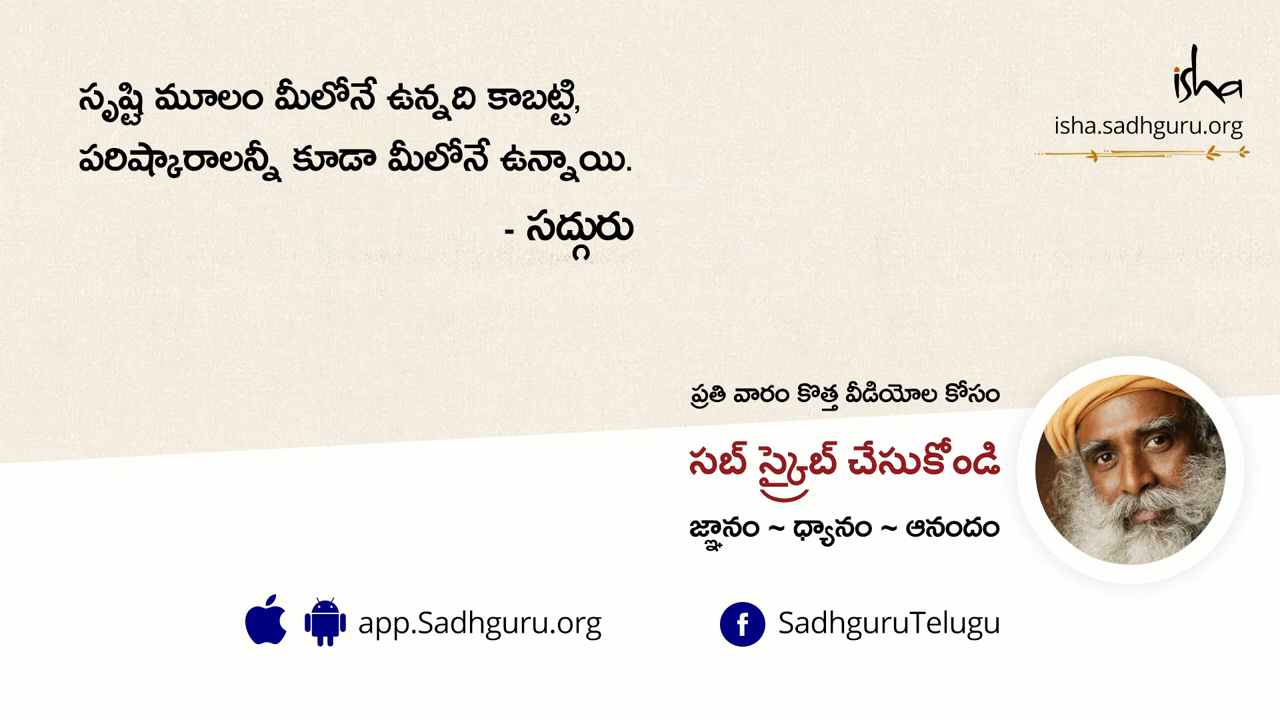 సృష్టి మూలం మీలోనే ఉన్నది కాబట్టి,
పరిష్కారాలన్నీ కూడా మీలోనే ఉన్నాయి.
- సద్గురు
isha
isha.sadhguru.org
ప్రతి వారం కొత్త వీడియోల కోసం
సబ్ స్క్రైబ్ చేసుకోండి
జ్ఞానం ~ ధ్యానం ~ ఆనందం
app.Sadhguru.org
f SadhguruTelugu